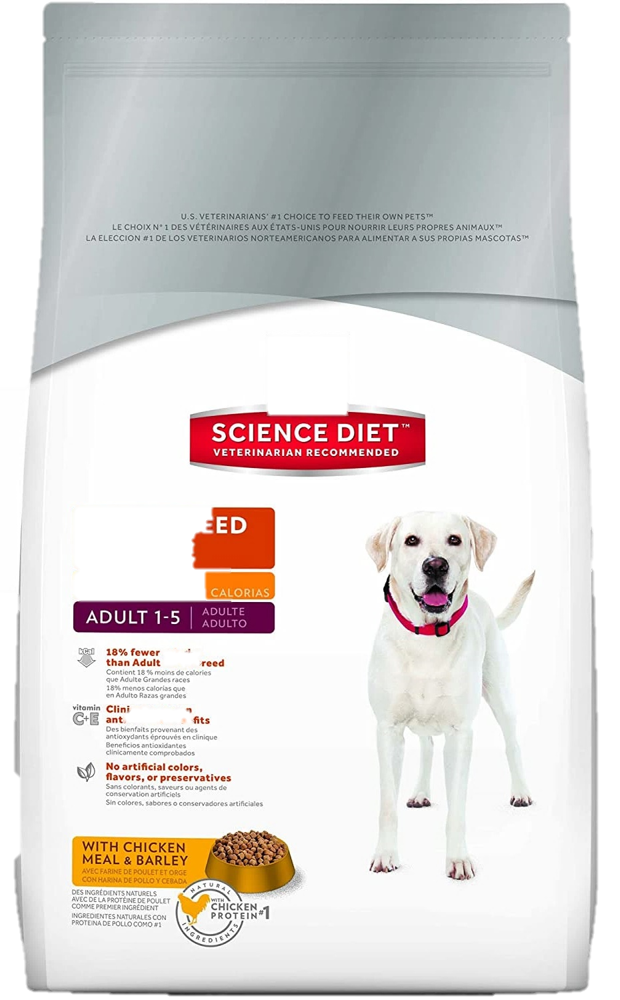 U.S. VETERINARIANS' #1 CHOICE TO FEED THEIR OWN PETS™
LE CHOIX N° 1 DES VÉTÉRINAIRES AUX ÉTATS-UNIS POUR NOURRIR LEURS PROPRES ANIMAUX™
LA ELECCION #1 DE LOS VETERINARIOS NORTEAMERICANOS PARA ALIMENTAR A SUS PROPIAS MASCOTAS™
SCIENCE DIET™
VETERINARIAN RECOMMENDED
ED
CALORIAS
ADULT 1-5
ADULTE
ADULTO
kcal
18% fewer
than Adult reed
Contient 18 % moins de calories
que Adulte Grandes races
18% menos calorías que
en Adulto Razas grandes
vitamin
C+E
Clini n
ant fits
Des bienfaits provenant des
antioxydants éprouvés en clinique
Beneficios antioxidantes
clínicamente comprobados
No artificial colors,
flavors, or preservatives
Sans colorants, saveurs ou agents de
conservation artificiels
Sin colores, sabores o conservadores artificiales
WITH CHICKEN
MEAL & BARLEY
AVEC FARINE DE POULET ET ORGE
CON HARINA DE POLLO Y CEBADA
DES INGRÉDIENTS NATURELS
AVEC DE LA PROTÉINE DE POULET
COMME PREMIER INGRÉDIENT
INGREDIENTES NATURALES CON
PROTEINA DE POLLO COMO #1
NATURAL
WITH
CHICKEN
PROTEIN #1
INGREDIENTS